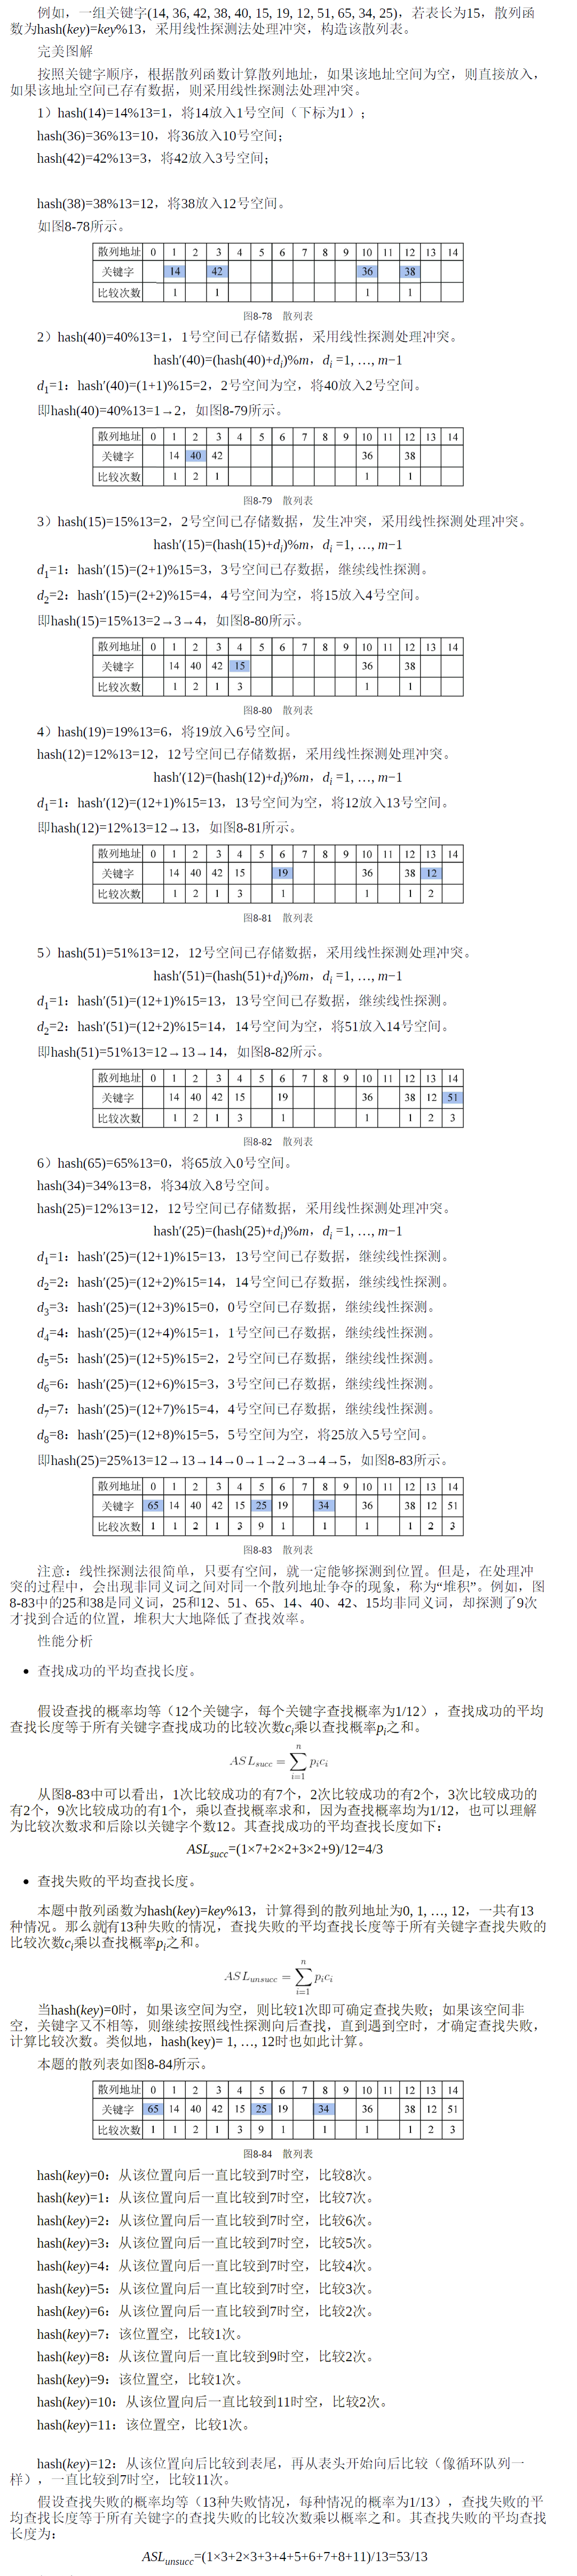 例如，一组关键字(14, 36, 42, 38, 40, 15, 19, 12, 51, 65, 34, 25)，若表长为15，散列函
数为hash(key)=key%13，采用线性探测法处理冲突，构造该散列表。
完美图解
按照关键字顺序，根据散列函数计算散列地址，如果该地址空间为空，则直接放入，
如果该地址空间已存有数据，则采用线性探测法处理冲突。
1）hash(14)=14%13=1，将14放入1号空间（下标为1）；
hash(36)=36%13=10，将36放入10号空间；
hash(42)=42%13=3，将42放入3号空间；
hash(38)=38%13=12，将38放入12号空间。
如图8-78所示。
散列地址 0 1 2 3 4 5 6 7 8 9 10 11 12 13 14
关键字 14 42 36 38
比较次数 1 1 1 1
图8-78 散列表
2）hash(40)=40%13=1，1号空间已存储数据，采用线性探测处理冲突。
hash′(40)=(hash(40)+di)%m，di =1, …, m−1
d1=1：hash′(40)=(1+1)%15=2，2号空间为空，将40放入2号空间。
即hash(40)=40%13=1→2，如图8-79所示。
散列地址 0 1 2 3 4 5 6 7 8 9 10 11 12 13 14
关键字 14 40 42 36 38
比较次数 1 2 1 1 1
图8-79 散列表
3）hash(15)=15%13=2，2号空间已存储数据，发生冲突，采用线性探测处理冲突。
hash′(15)=(hash(15)+di)%m，di =1, …, m−1
d1=1：hash′(15)=(2+1)%15=3，3号空间已存数据，继续线性探测。
d2=2：hash′(15)=(2+2)%15=4，4号空间为空，将15放入4号空间。
即hash(15)=15%13=2→3→4，如图8-80所示。
散列地址 0 1 2 3 4 5 6 7 8 9 10 11 12 13 14
关键字 14 40 42 15 36 38
比较次数 1 2 1 3 1 1
图8-80 散列表
4）hash(19)=19%13=6，将19放入6号空间。
hash(12)=12%13=12，12号空间已存储数据，采用线性探测处理冲突。
hash′(12)=(hash(12)+di)%m，di =1, …, m−1
d1=1：hash′(12)=(12+1)%15=13，13号空间为空，将12放入13号空间。
即hash(12)=12%13=12→13，如图8-81所示。
散列地址 0 1 2 3 4 5 6 7 8 9 10 11 12 13 14
关键字 14 40 42 15 19 36 38 12
比较次数 1 2 1 3 1 1 1 2
图8-81 散列表
5）hash(51)=51%13=12，12号空间已存储数据，采用线性探测处理冲突。
hash′(51)=(hash(51)+di)%m，di =1, …, m−1
d1=1：hash′(51)=(12+1)%15=13，13号空间已存数据，继续线性探测。
d2=2：hash′(51)=(12+2)%15=14，14号空间为空，将51放入14号空间。
即hash(51)=51%13=12→13→14，如图8-82所示。
散列地址 0 1 2 3 4 5 6 7 8 9 10 11 12 13 14
关键字 14 40 42 15 19 36 38 12 51
比较次数 1 2 1 3 1 1 1 2 3
图8-82 散列表
6）hash(65)=65%13=0，将65放入0号空间。
hash(34)=34%13=8，将34放入8号空间。
hash(25)=12%13=12，12号空间已存储数据，采用线性探测处理冲突。
hash′(25)=(hash(25)+di)%m，di =1, …, m−1
d1=1：hash′(25)=(12+1)%15=13，13号空间已存数据，继续线性探测。
d2=2：hash′(25)=(12+2)%15=14，14号空间已存数据，继续线性探测。
d3=3：hash′(25)=(12+3)%15=0，0号空间已存数据，继续线性探测。
d4=4：hash′(25)=(12+4)%15=1，1号空间已存数据，继续线性探测。
d5=5：hash′(25)=(12+5)%15=2，2号空间已存数据，继续线性探测。
d6=6：hash′(25)=(12+6)%15=3，3号空间已存数据，继续线性探测。
d7=7：hash′(25)=(12+7)%15=4，4号空间已存数据，继续线性探测。
d8=8：hash′(25)=(12+8)%15=5，5号空间为空，将25放入5号空间。
即hash(25)=25%13=12→13→14→0→1→2→3→4→5，如图8-83所示。
散列地址 0 1 2 3 4 5 6 7 8 9 10 11 12 13 14
关键字 65 14 40 42 15 25 19 34 36 38 12 51
比较次数 1 1 2 1 3 9 1 1 1 1 2 3
图8-83 散列表
注意：线性探测法很简单，只要有空间，就一定能够探测到位置。但是，在处理冲
突的过程中，会出现非同义词之间对同一个散列地址争夺的现象，称为“堆积”。例如，图
8-83中的25和38是同义词，25和12、51、65、14、40、42、15均非同义词，却探测了9次
才找到合适的位置，堆积大大地降低了查找效率。
性能分析
• 查找成功的平均查找长度。
假设查找的概率均等（12个关键字，每个关键字查找概率为1/12），查找成功的平均
查找长度等于所有关键字查找成功的比较次数ci乘以查找概率pi之和。
ASLsucc = ∑ni=1 pici
从图8-83中可以看出，1次比较成功的有7个，2次比较成功的有2个，3次比较成功的
有2个，9次比较成功的有1个，乘以查找概率求和，因为查找概率均为1/12，也可以理解
为比较次数求和后除以关键字个数12。其查找成功的平均查找长度如下：
ASLsucc=(1×7+2×2+3×2+9)/12=4/3
• 查找失败的平均查找长度。
本题中散列函数为hash(key)=key%13，计算得到的散列地址为0, 1, …, 12，一共有13
种情况。那么就有13种失败的情况，查找失败的平均查找长度等于所有关键字查找失败的
比较次数ci乘以查找概率pi之和。
ASLunsucc = ∑ni=1 pici
当hash(key)=0时，如果该空间为空，则比较1次即可确定查找失败；如果该空间非
空，关键字又不相等，则继续按照线性探测向后查找，直到遇到空时，才确定查找失败，
计算比较次数。类似地，hash(key)= 1, …, 12时也如此计算。
本题的散列表如图8-84所示。
散列地址 0 1 2 3 4 5 6 7 8 9 10 11 12 13 14
关键字 65 14 40 42 15 25 19 34 36 38 12 51
比较次数 1 1 2 1 3 9 1 1 1 1 2 3
图8-84 散列表
hash(key)=0：从该位置向后一直比较到7时空，比较8次。
hash(key)=1：从该位置向后一直比较到7时空，比较7次。
hash(key)=2：从该位置向后一直比较到7时空，比较6次。
hash(key)=3：从该位置向后一直比较到7时空，比较5次。
hash(key)=4：从该位置向后一直比较到7时空，比较4次。
hash(key)=5：从该位置向后一直比较到7时空，比较3次。
hash(key)=6：从该位置向后一直比较到7时空，比较2次。
hash(key)=7：该位置空，比较1次。
hash(key)=8：从该位置向后一直比较到9时空，比较2次。
hash(key)=9：该位置空，比较1次。
hash(key)=10：从该位置向后一直比较到11时空，比较2次。
hash(key)=11：该位置空，比较1次。
hash(key)=12：从该位置向后比较到表尾，再从表头开始向后比较（像循环队列一
样），一直比较到7时空，比较11次。
假设查找失败的概率均等（13种失败情况，每种情况的概率为1/13），查找失败的平
均查找长度等于所有关键字的查找失败的比较次数乘以概率之和。其查找失败的平均查找
长度为：
ASLunsucc=(1×3+2×3+3+4+5+6+7+8+11)/13=53/13